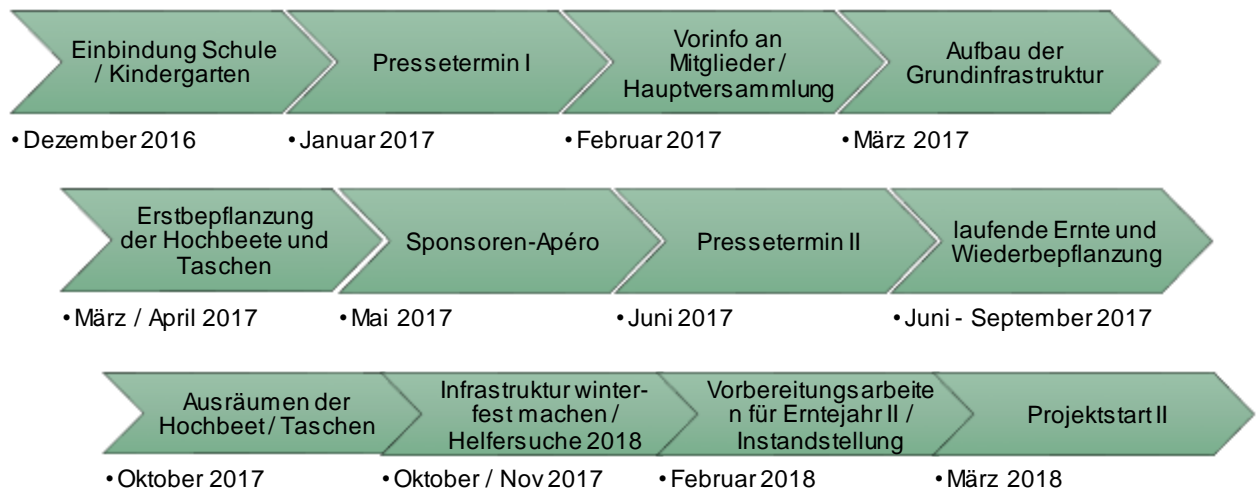 Einbindung Schule
/ Kindergarten
Pressetermin I
Vorinfo an
Mitglieder /
Hauptversammlung
Aufbau der
Grundinfrastruktur
• Dezember 2016
• Januar 2017
• Februar 2017
• März 2017
Erstbepflanzung
der Hochbeete und
Taschen
Sponsoren-Apéro
Pressetermin II
laufende Ernte und
Wiederbepflanzung
• März / April 2017
• Mai 2017
• Juni 2017
• Juni - September 2017
Ausräumen der
Hochbeet / Taschen
Infrastruktur winter-
fest machen /
Helfersuche 2018
Vorbereitungsarbeite
n für Erntejahr II /
Instandstellung
Projektstart II
• Oktober 2017
• Oktober / Nov 2017
• Februar 2018
• März 2018